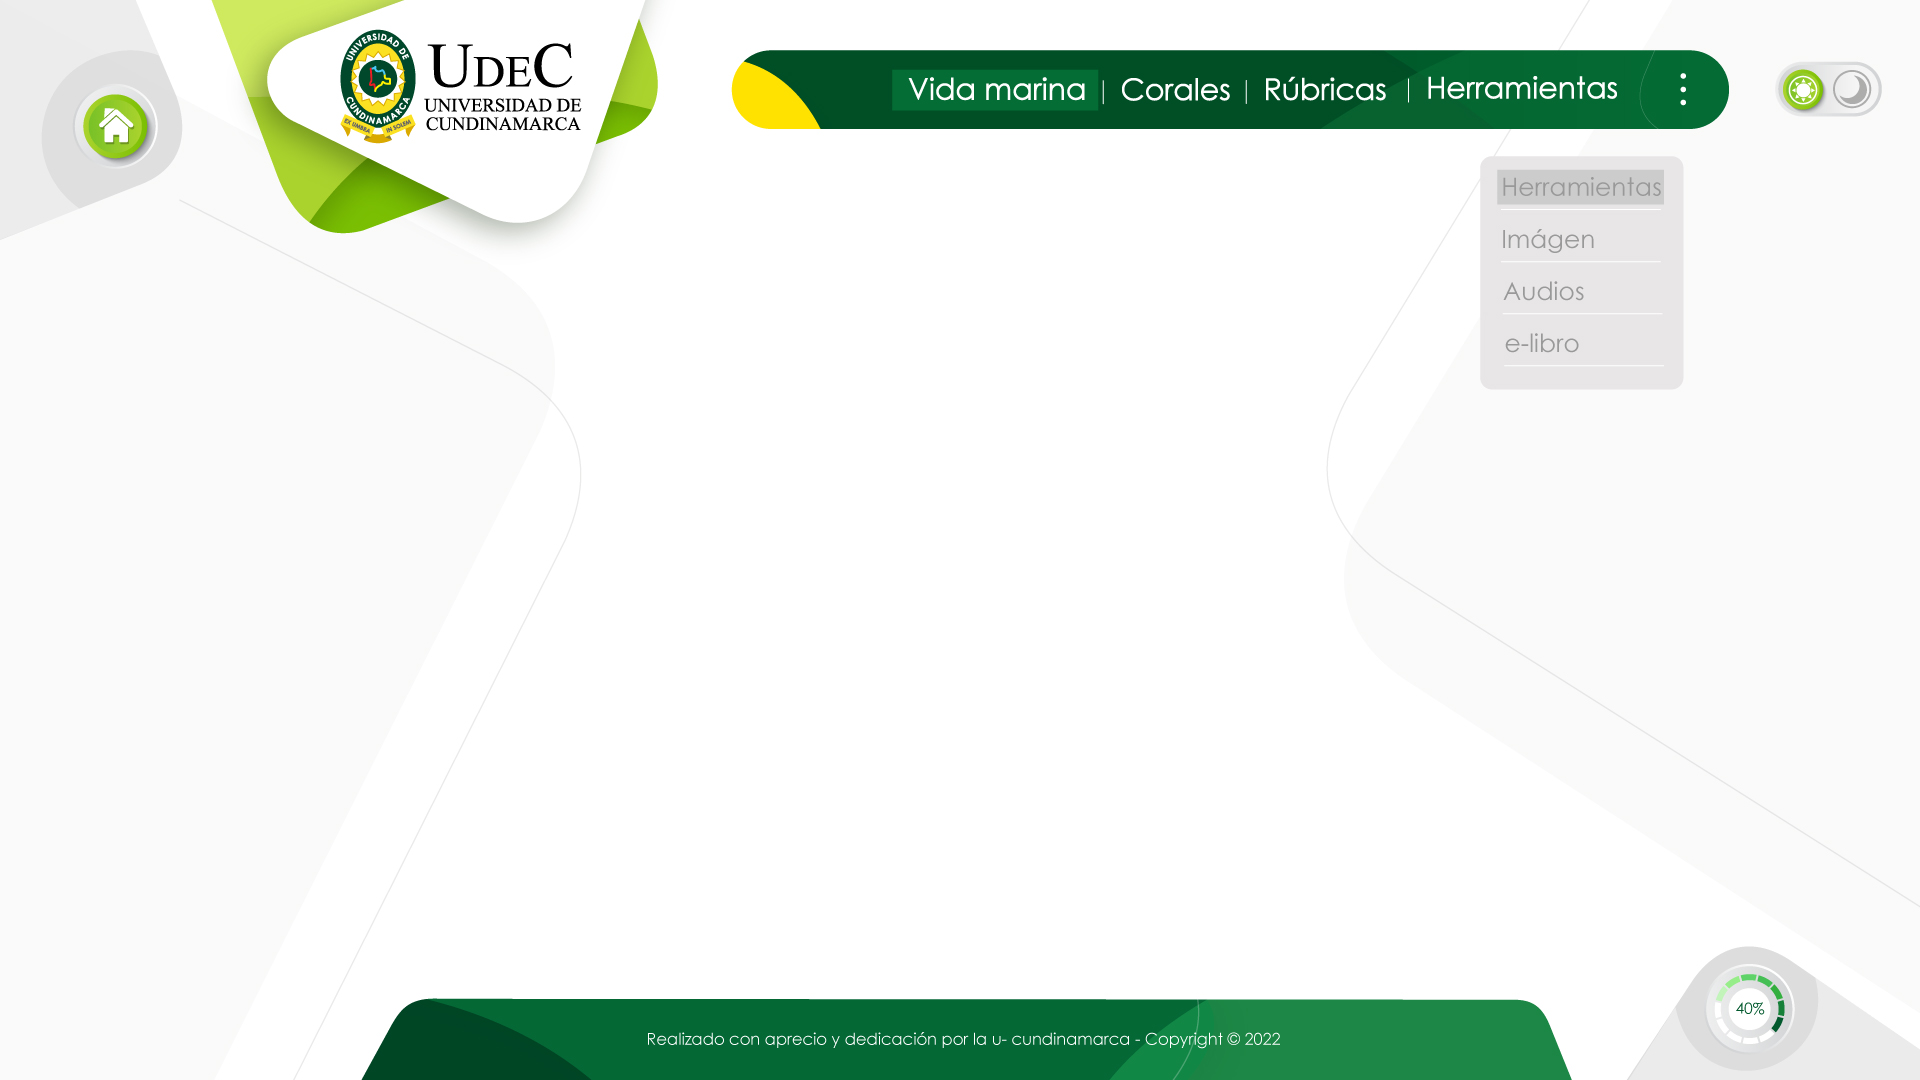 UNIVERSIDAD DE
CUNDINAMARCA
EX UMBRA IN SOLEM
UDEC
UNIVERSIDAD DE
CUNDINAMARCA
Vida marina | Corales | Rúbricas | Herramientas
Herramientas
Imágen
Audios
e-libro
40%
Realizado con aprecio y dedicación por la u- cundinamarca - Copyright © 2022